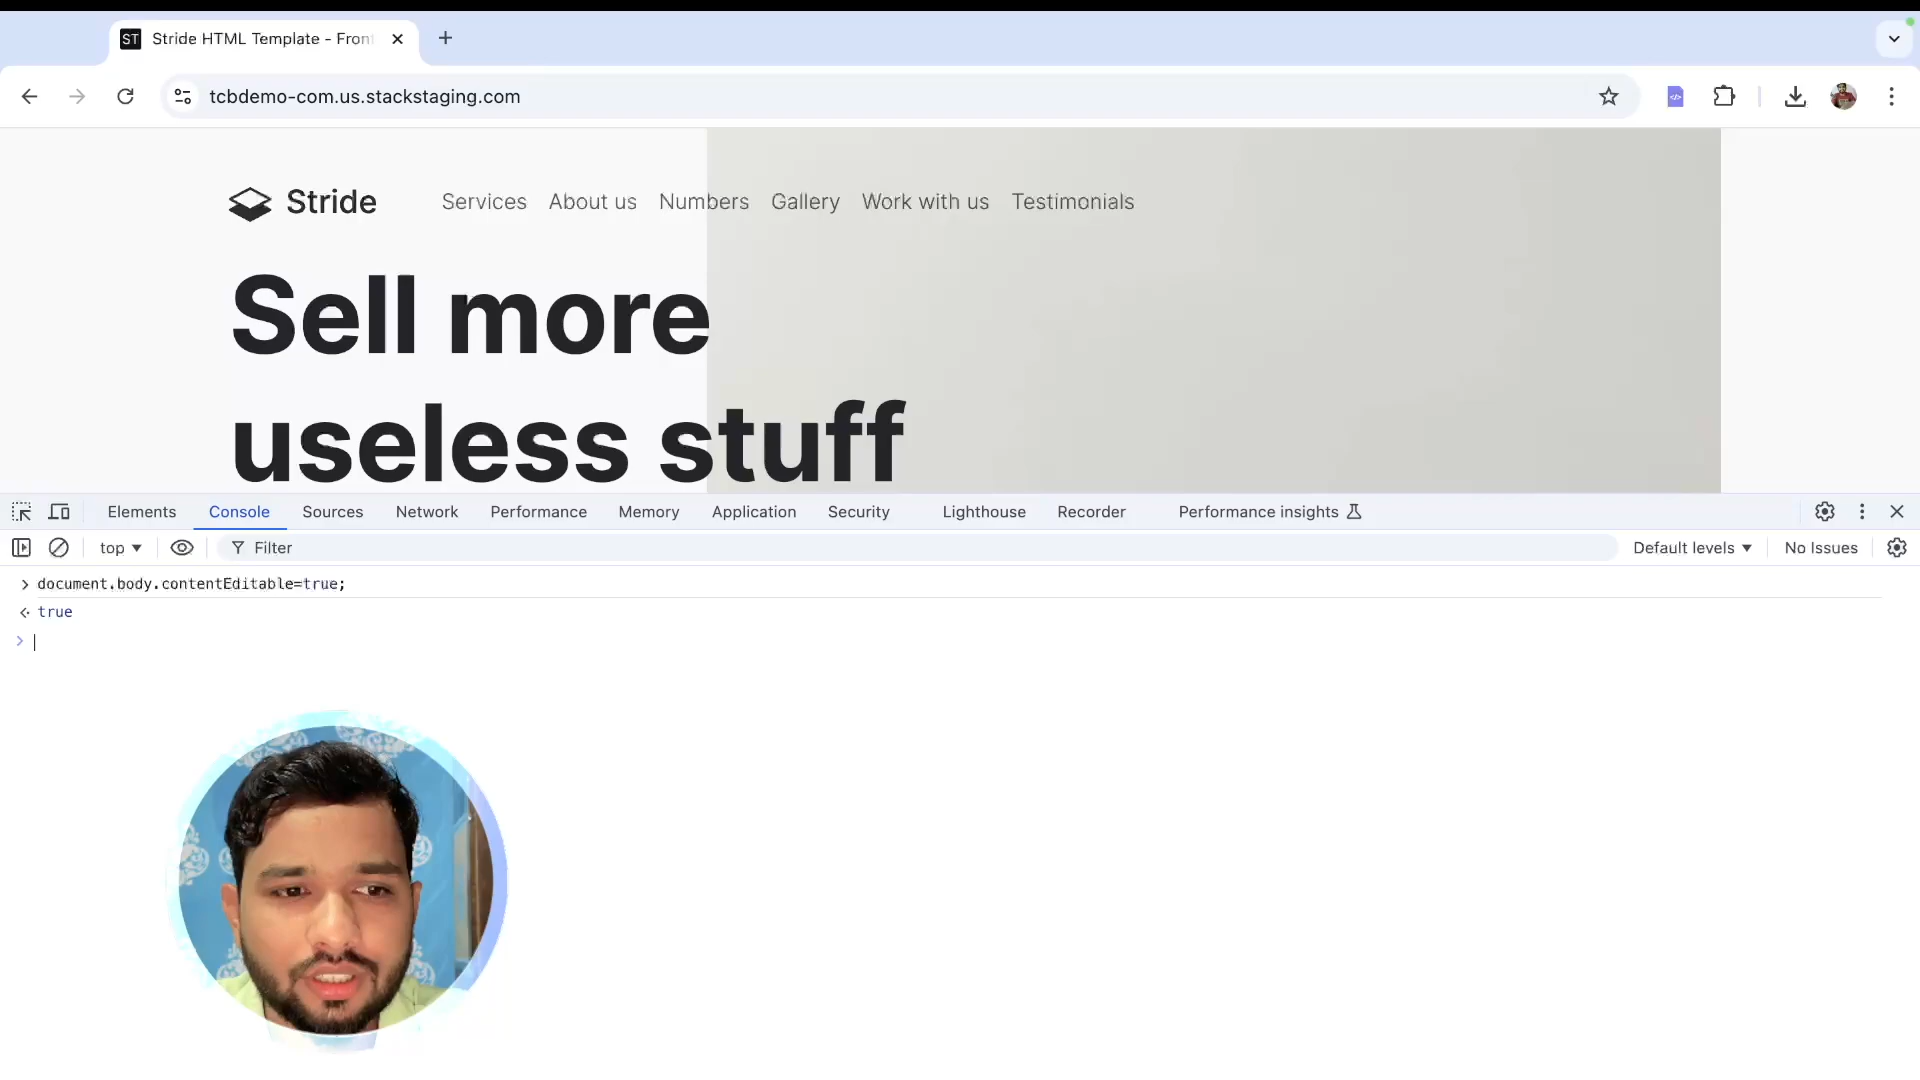 ST Stride HTML Template - Fron
tcbdemo-com.us.stackstaging.com
Stride Services About us Numbers Gallery Work with us Testimonials
Sell more
useless stuff
Elements Console Sources Network Performance Memory Application Security Lighthouse Recorder Performance insights
top Filter Default levels No Issues
document.body.contentEditable=true;
true